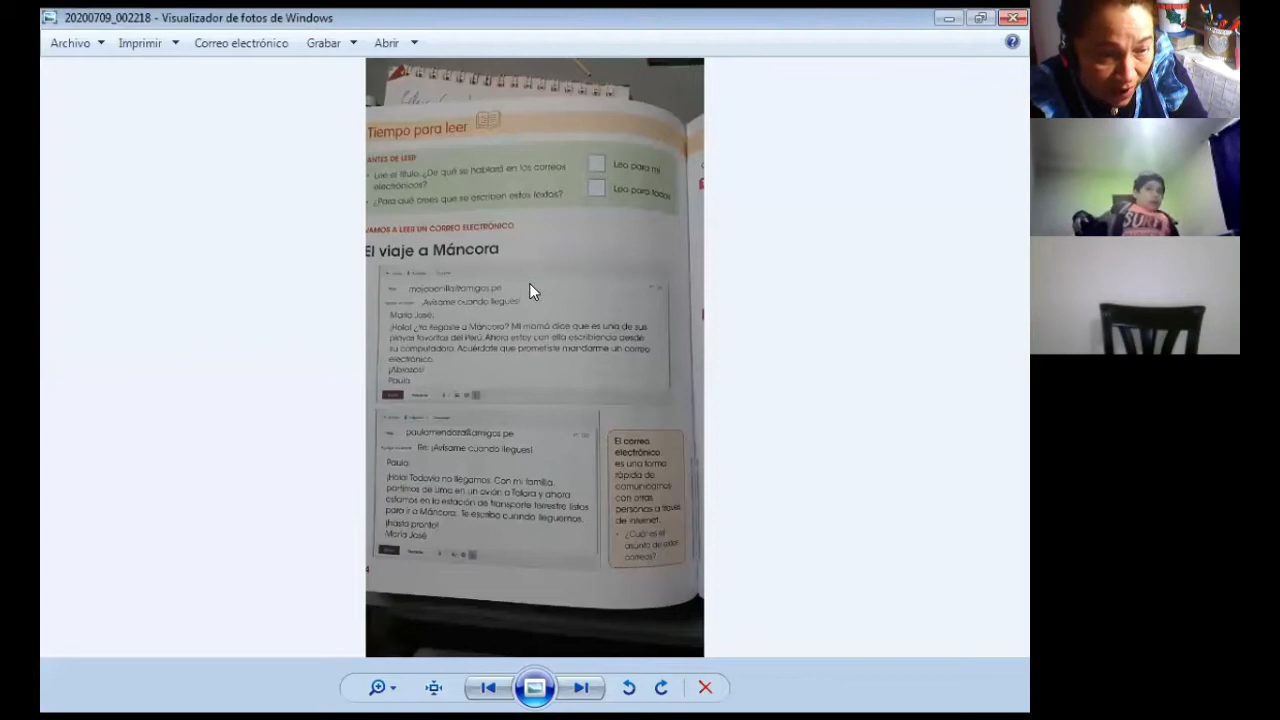 20200709_002218 - Visualizador de fotos de Windows
Archivo Imprimir Correo electrónico Grabar Abrir
Tiempo para leer
ANTES DE LEER
• Lee el título. ¿De qué se hablará en los correos
electrónicos?
• ¿Para qué crees que se escriben estos textos?
Leo para mí
Leo para todos
VAMOS A LEER UN CORREO ELECTRÓNICO
El viaje a Máncora
¡Avísame cuando llegues!
María José:
¡Hola! ¿Ya llegaste a Máncora? Mi mamá dice que es una de sus
playas favoritas del Perú. Ahora estoy con ella escribiendo desde
su computadora. Acuérdate que prometiste mandarme un correo
electrónico.
¡Abrazos!
Paula
paulamendoza@amigos.pe
Re: ¡Avísame cuando llegues!
Paula:
¡Hola! Todavía no llegamos. Con mi familia,
partimos de Lima en un avión a Talara y ahora
estamos en la estación de transporte terrestre listos
para ir a Máncora. Te escribo cuando lleguemos.
¡Hasta pronto!
María José
El correo
electrónico
es una forma
rápida de
comunicarnos
con otras
personas a través
de internet.
• ¿Cuál es el
asunto de estos
correos?
4
SURF